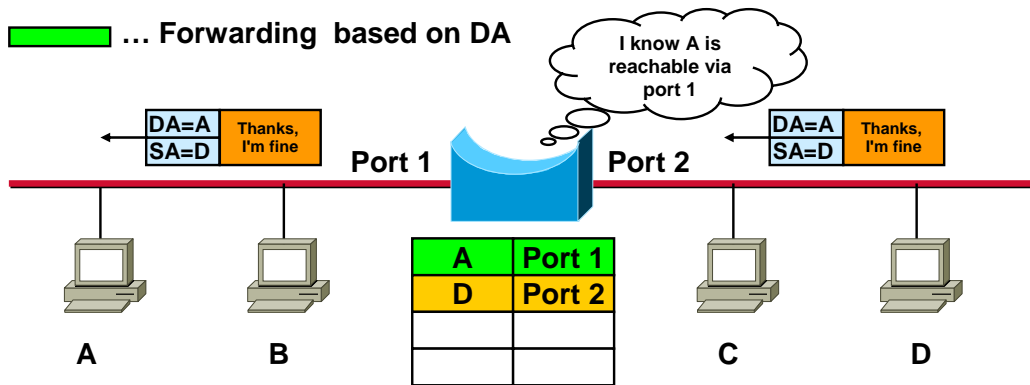 ... Forwarding based on DA
I know A is
reachable via
port 1
DA=A
SA=D
Thanks,
I'm fine
Port 1
Port 2
DA=A
SA=D
Thanks,
I'm fine
A Port 1
D Port 2
A
B
C
D